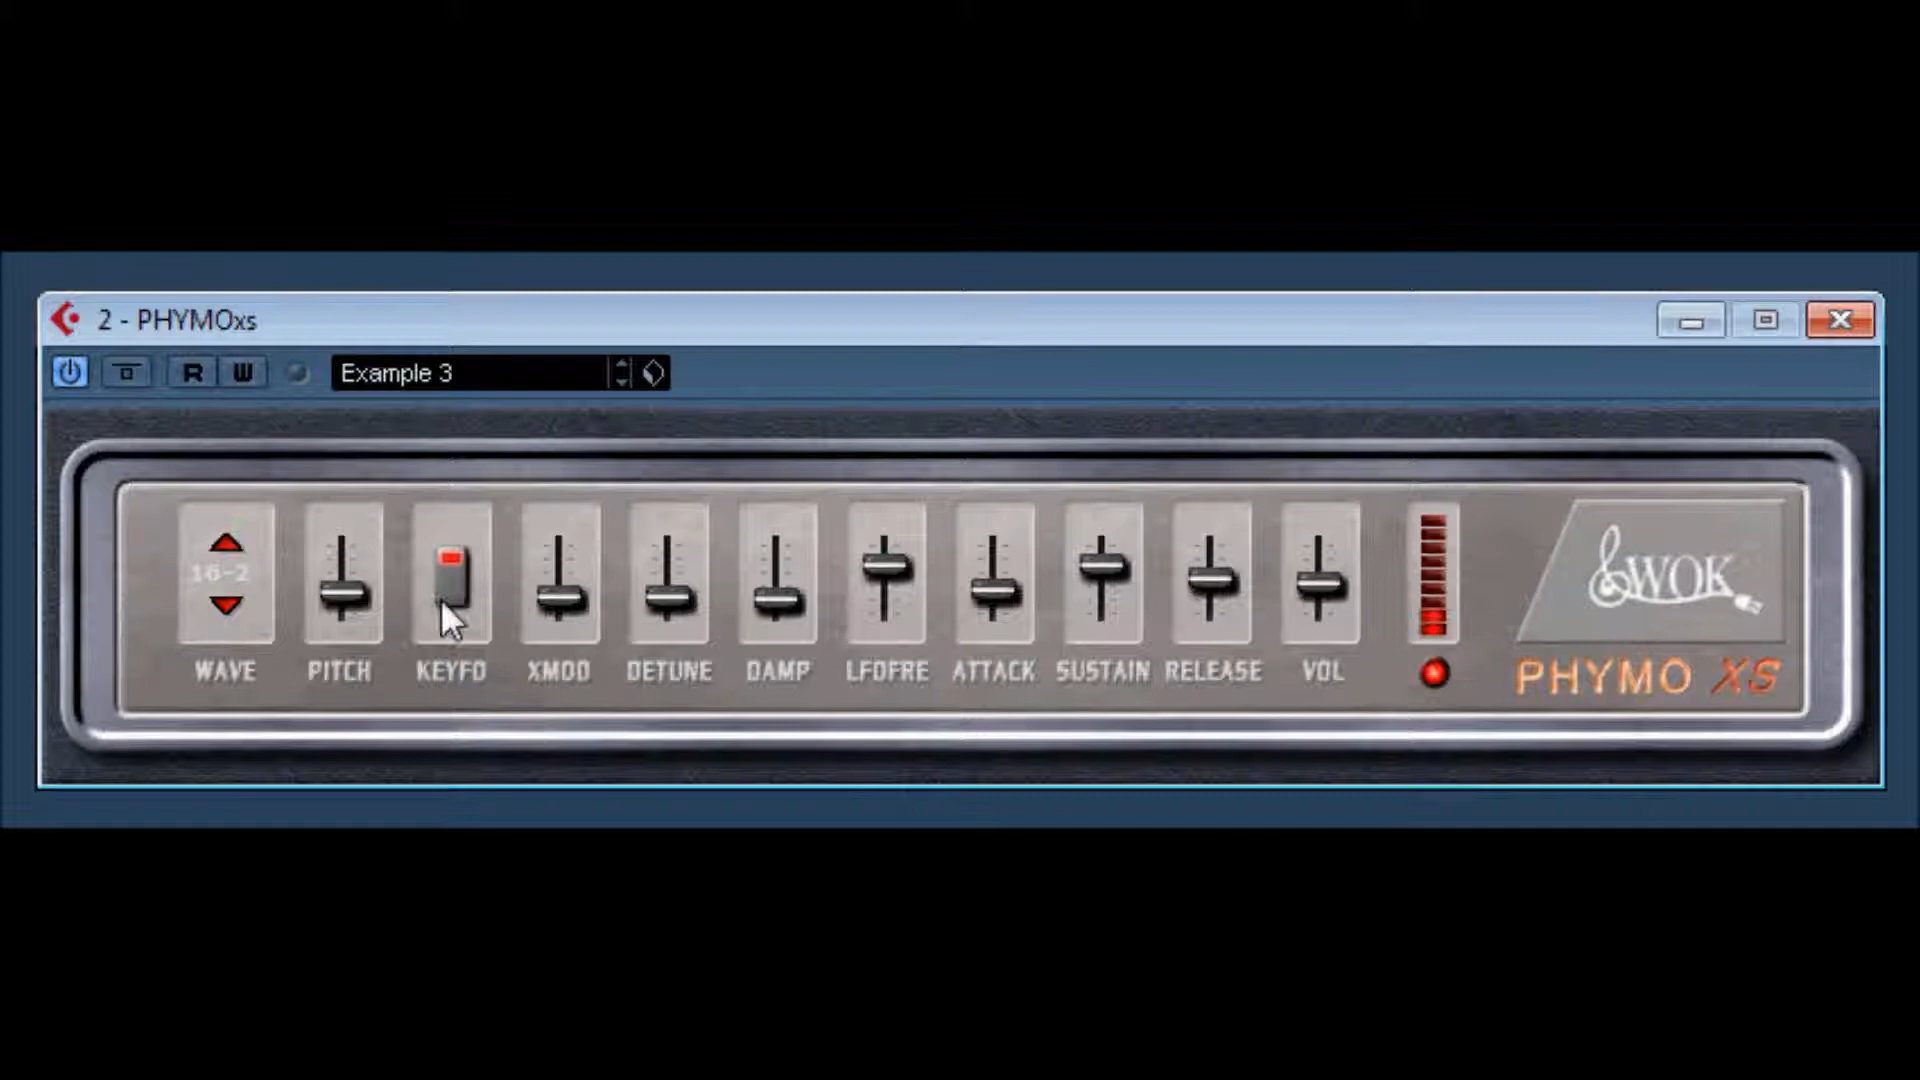 2 - PHYMOxs
R W Example 3
16-2
WAVE PITCH KEYFO XMOD DETUNE DAMP LFOFRE ATTACK SUSTAIN RELEASE VOL
WOK
PHYMO XS